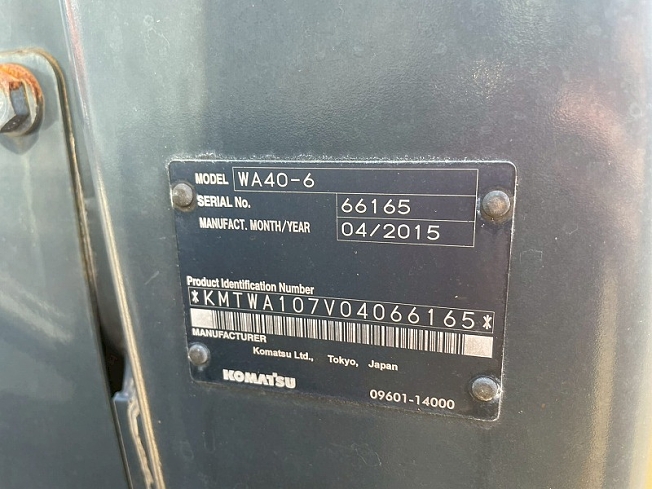 MODEL WA40-6
SERIAL No. 66165
MANUFACT. MONTH/YEAR 04/2015
Product Identification Number
*KMTWA107V04066165*
MANUFACTURER
Komatsu Ltd., Tokyo, Japan
KOMATSU 09601-14000